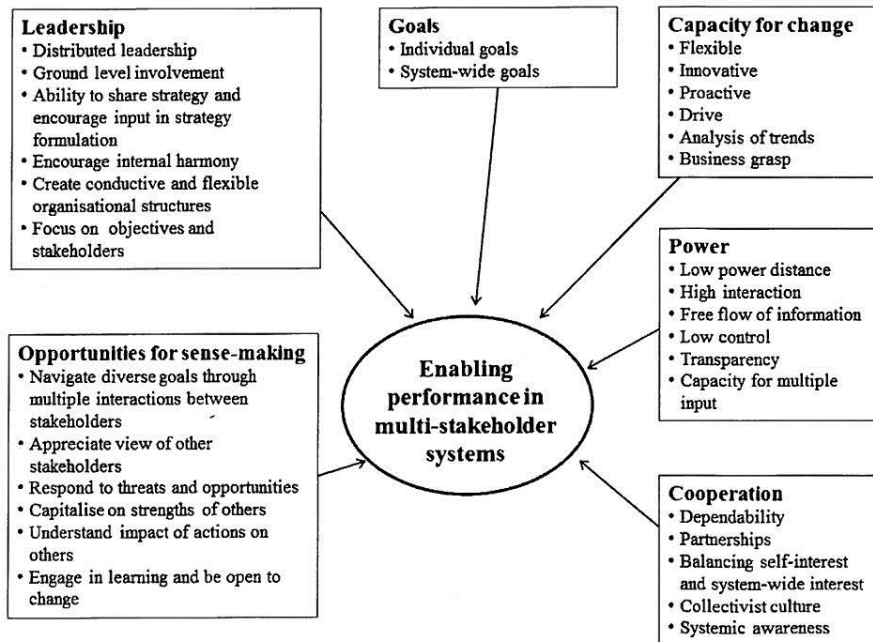 Leadership
• Distributed leadership
• Ground level involvement
• Ability to share strategy and
encourage input in strategy
formulation
• Encourage internal harmony
• Create conductive and flexible
organisational structures
• Focus on objectives and
stakeholders
Goals
• Individual goals
• System-wide goals
Capacity for change
• Flexible
• Innovative
• Proactive
• Drive
• Analysis of trends
• Business grasp
Power
• Low power distance
• High interaction
• Free flow of information
• Low control
• Transparency
• Capacity for multiple
input
Opportunities for sense-making
• Navigate diverse goals through
multiple interactions between
stakeholders
• Appreciate view of other
stakeholders
• Respond to threats and opportunities
• Capitalise on strengths of others
• Understand impact of actions on
others
• Engage in learning and be open to
change
Enabling
performance in
multi-stakeholder
systems
Cooperation
• Dependability
• Partnerships
• Balancing self-interest
and system-wide interest
• Collectivist culture
• Systemic awareness